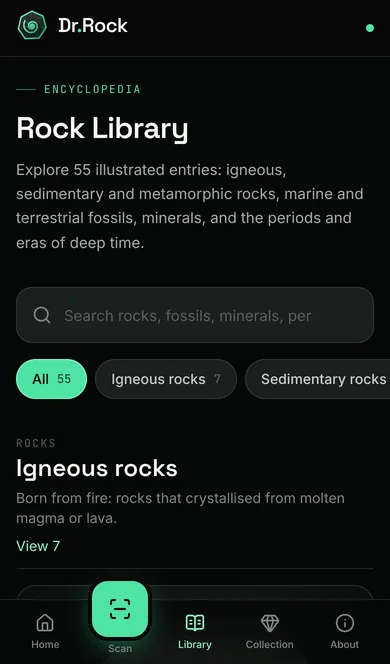 Dr.Rock
ENCYCLOPEDIA
Rock Library
Explore 55 illustrated entries: igneous,
sedimentary and metamorphic rocks, marine and
terrestrial fossils, minerals, and the periods and
eras of deep time.
Search rocks, fossils, minerals, per
All 55
Igneous rocks 7
Sedimentary rocks
ROCKS
Igneous rocks
Born from fire: rocks that crystallised from molten
magma or lava.
View 7
Home
Scan
Library
Collection
About